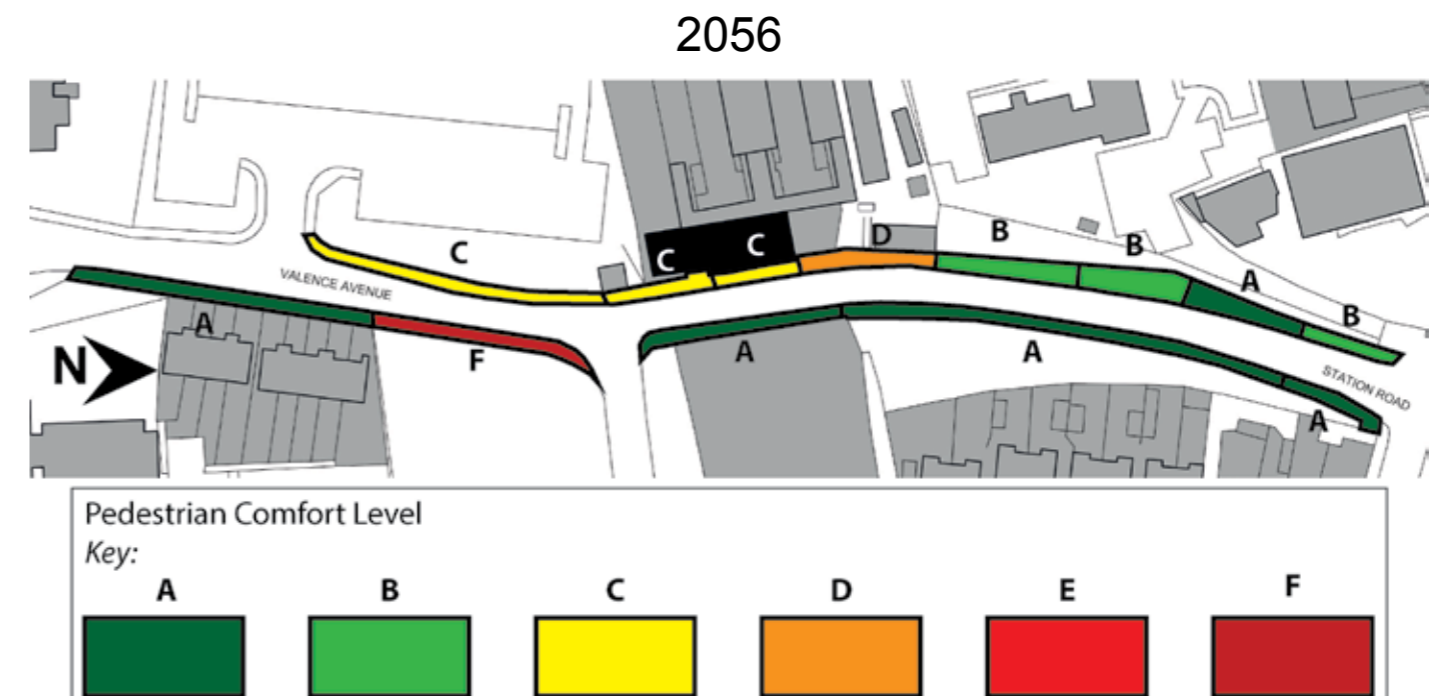 2056
B
D
B
C
C
C
A
VALENCE AVENUE
B
A
F
A
A
N
STATION ROAD
A
Pedestrian Comfort Level
Key:
A B C D E F